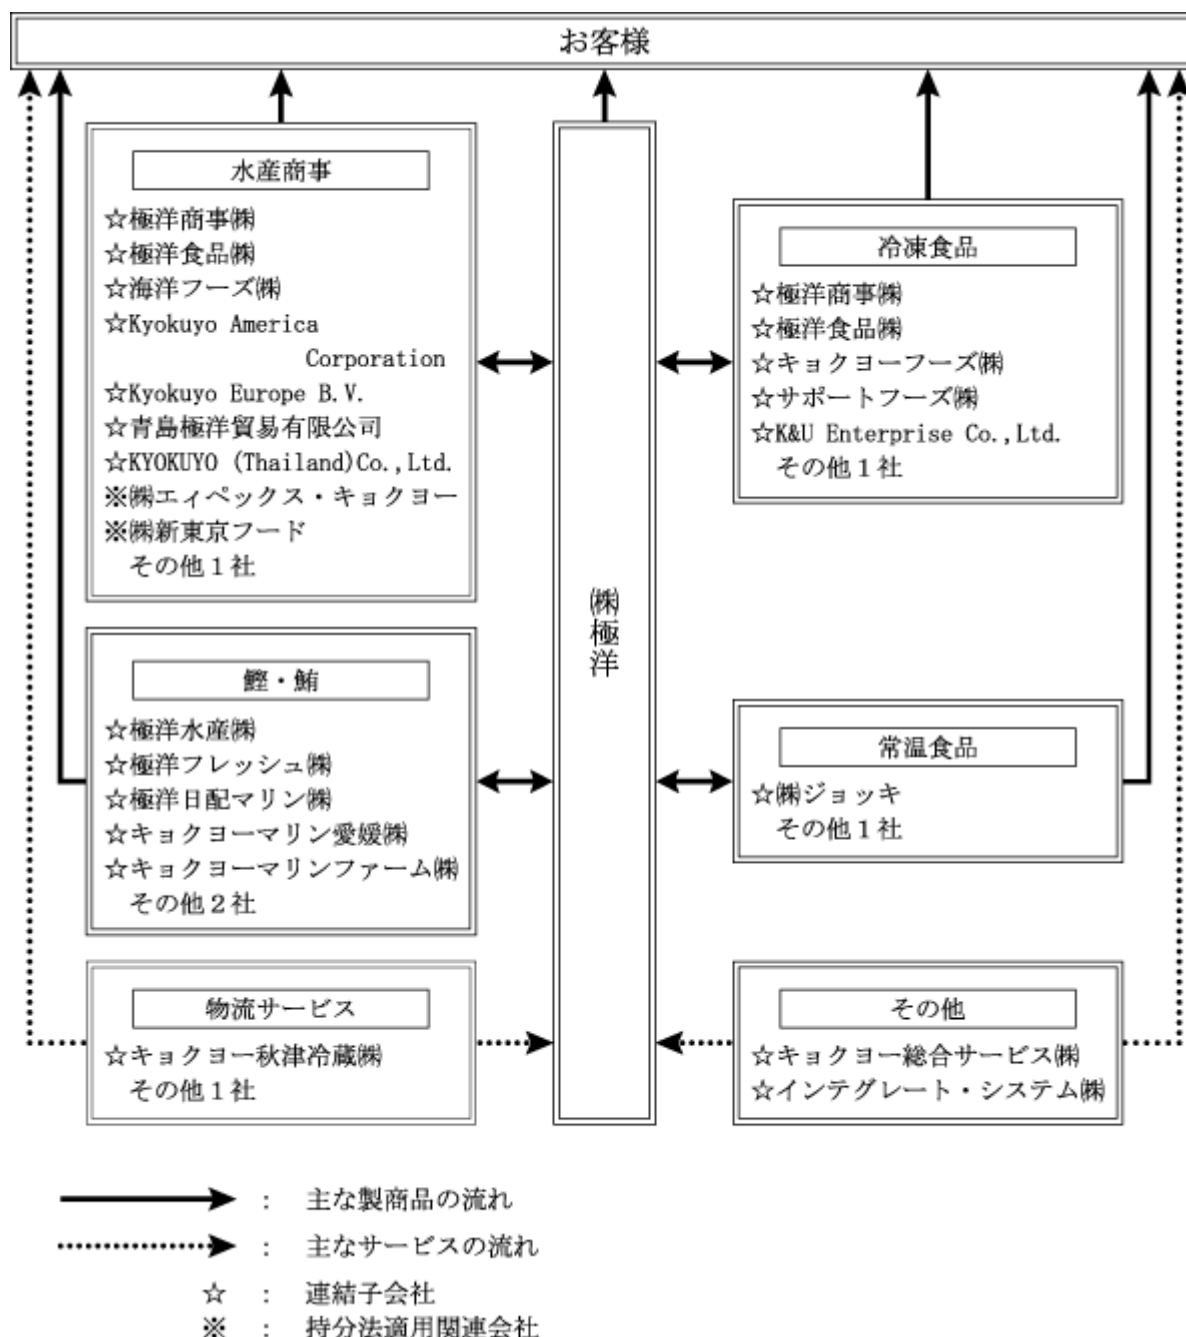 お客様
水産商事
☆極洋商事㈱
☆極洋食品㈱
☆海洋フーズ㈱
☆Kyokuyo America
Corporation
☆Kyokuyo Europe B.V.
☆青島極洋貿易有限公司
☆KYOKUYO (Thailand)Co.,Ltd.
※㈱エィペックス・キョクヨー
※㈱新東京フード
その他１社
鰹・鮪
☆極洋水産㈱
☆極洋フレッシュ㈱
☆極洋日配マリン㈱
☆キョクヨーマリン愛媛㈱
☆キョクヨーマリンファーム㈱
その他２社
物流サービス
☆キョクヨー秋津冷蔵㈱
その他１社
㈱極洋
冷凍食品
☆極洋商事㈱
☆極洋食品㈱
☆キョクヨーフーズ㈱
☆サポートフーズ㈱
☆K&U Enterprise Co.,Ltd.
その他１社
常温食品
☆㈱ジョッキ
その他１社
その他
☆キョクヨー総合サービス㈱
☆インテグレート・システム㈱
： 主な製商品の流れ
： 主なサービスの流れ
☆ ： 連結子会社
※ ： 持分法適用関連会社